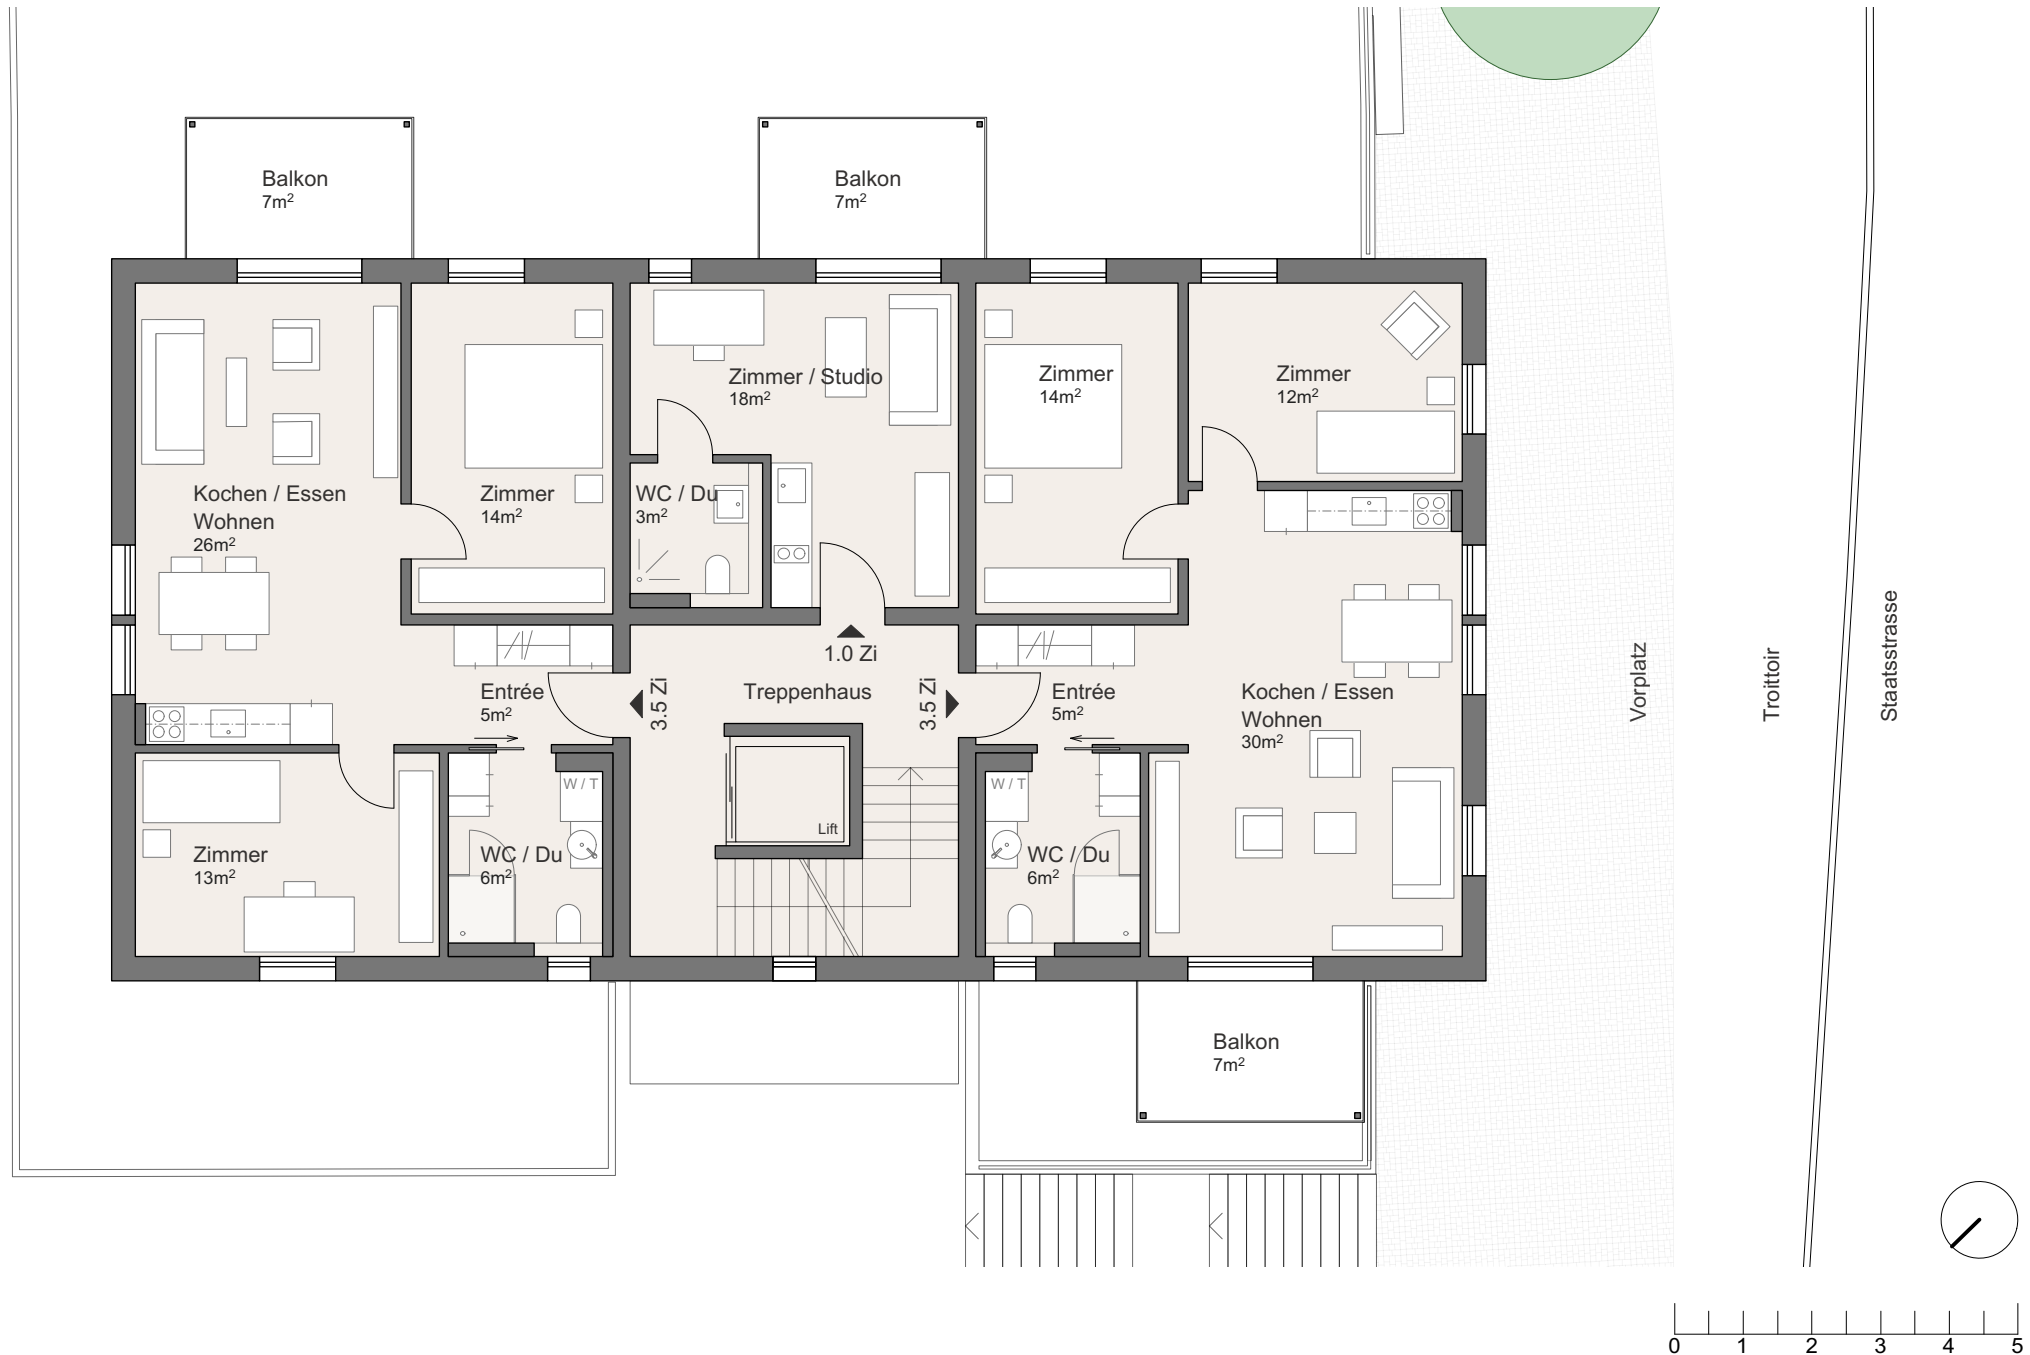 Balkon
7m²
Balkon
7m²
Zimmer / Studio
18m²
Zimmer
14m²
Zimmer
12m²
Kochen / Essen
Wohnen
26m²
Zimmer
14m²
WC / Du
3m²
1.0 Zi
3.5 Zi
Treppenhaus
3.5 Zi
Entrée
5m²
Entrée
5m²
Kochen / Essen
Wohnen
30m²
Vorplatz
Troittoir
Staatsstrasse
W / T
W / T
Lift
Zimmer
13m²
WC / Du
6m²
WC / Du
6m²
Balkon
7m²
0 1 2 3 4 5